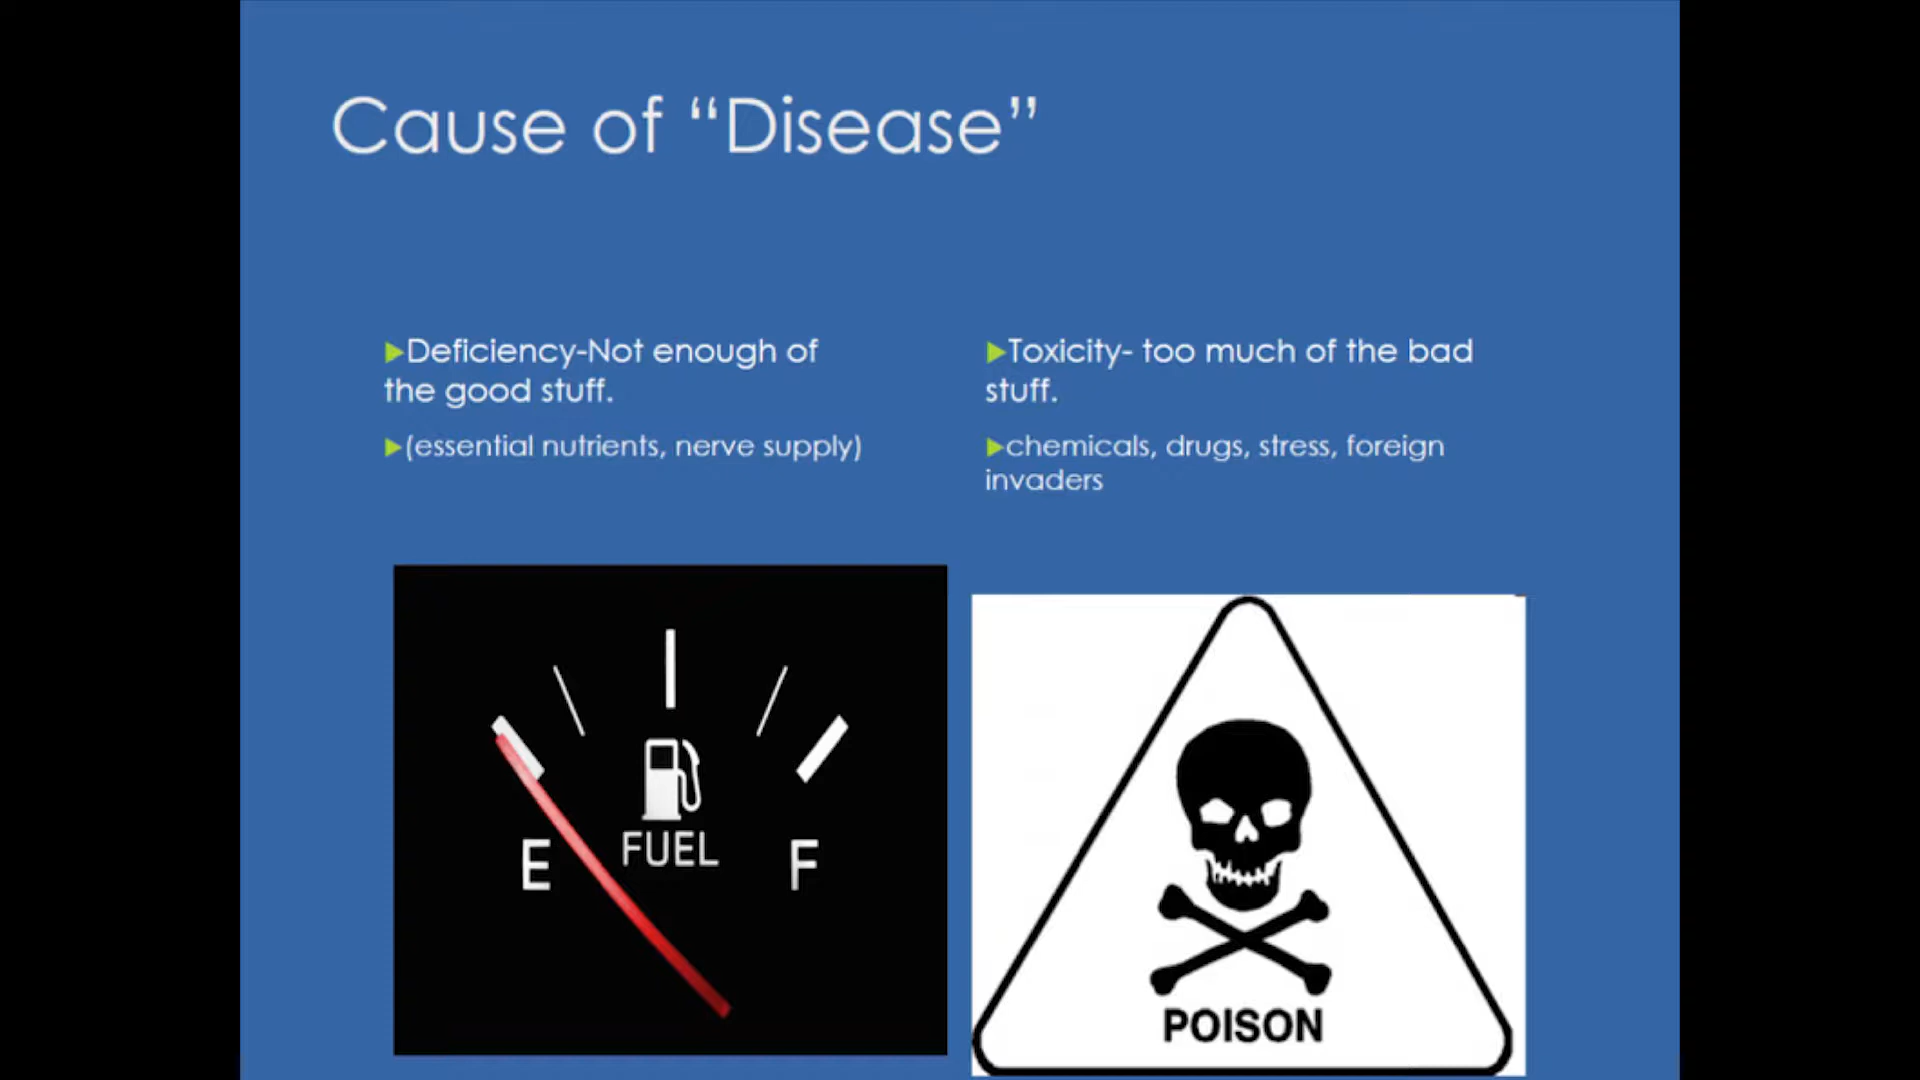 Cause of “Disease”
▶Deficiency-Not enough of
the good stuff.
▶(essential nutrients, nerve supply)
▶Toxicity- too much of the bad
stuff.
▶chemicals, drugs, stress, foreign
invaders
FUEL
E F
POISON